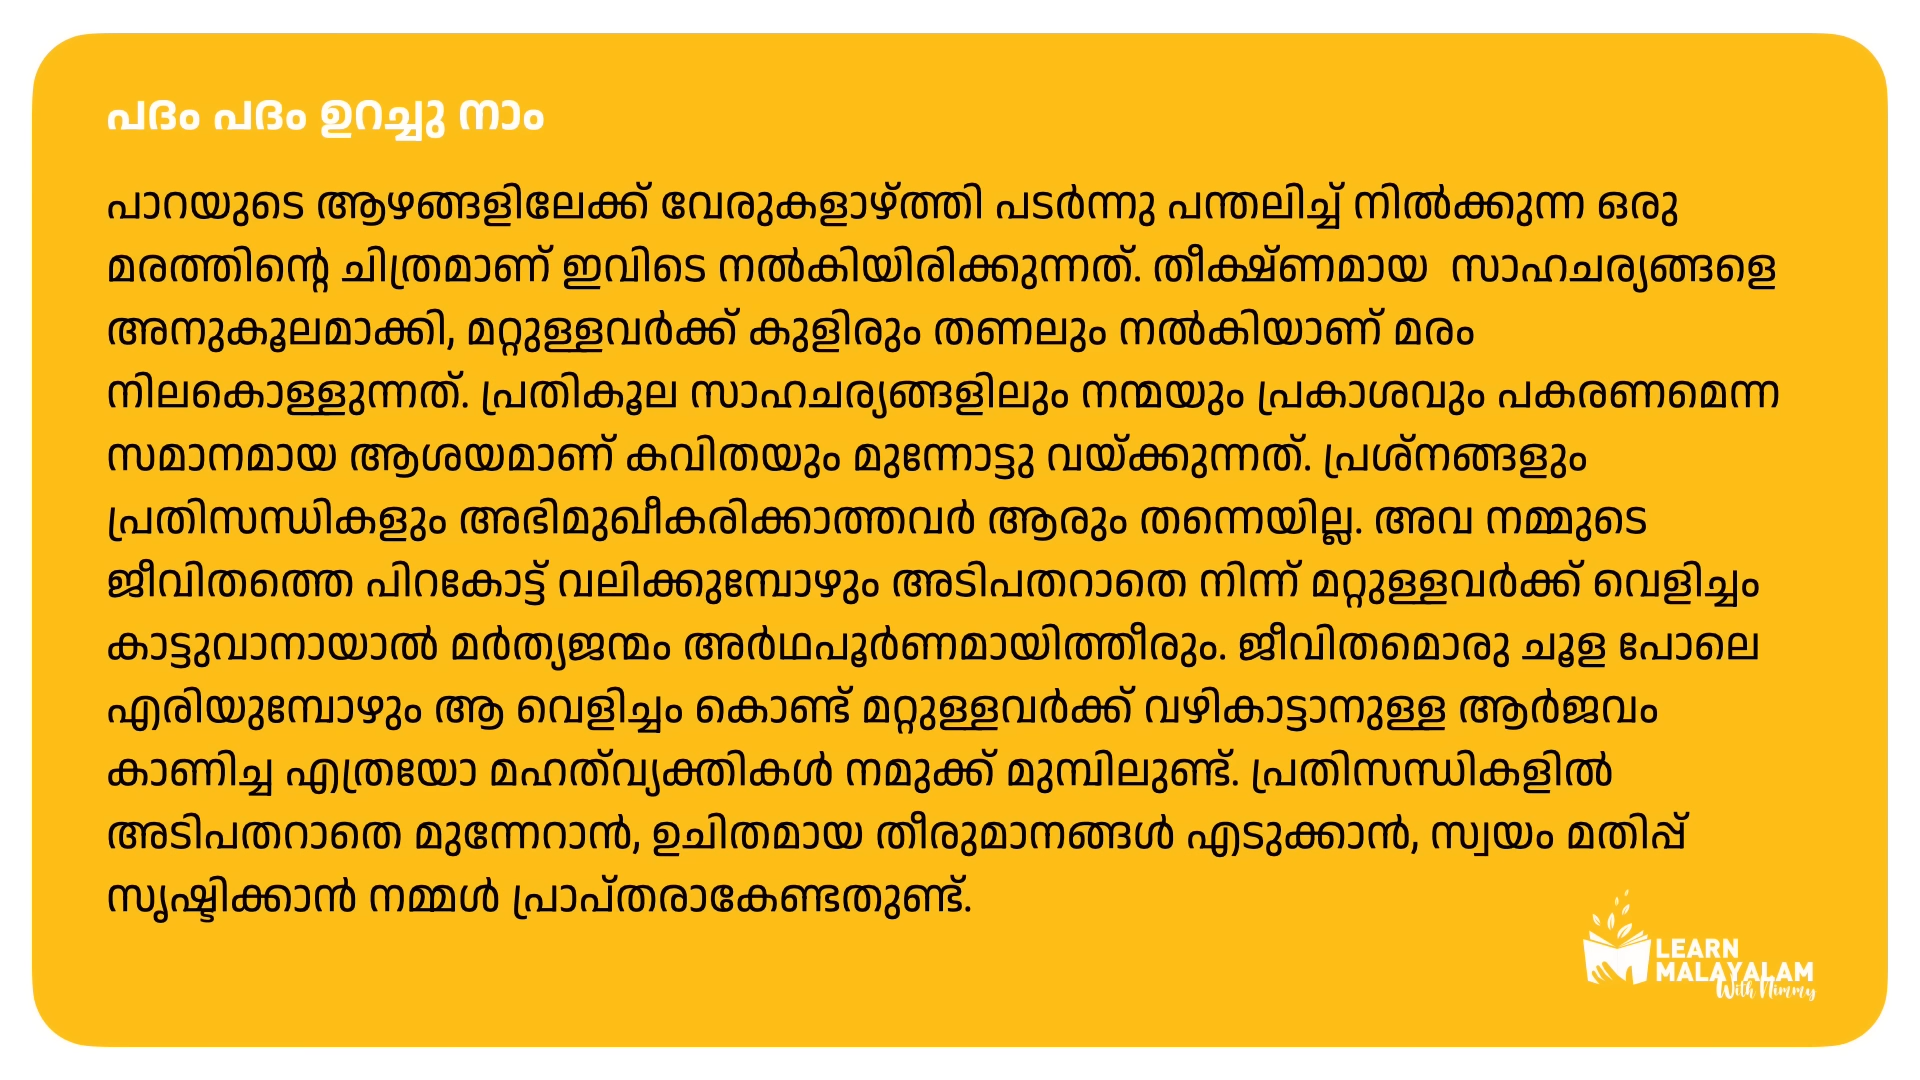 പദം പദം ഉറച്ചു നാം
പാറയുടെ ആഴങ്ങളിലേക്ക് വേരുകളാഴ്ത്തി പടർന്നു പന്തലിച്ച് നിൽക്കുന്ന ഒരു
മരത്തിന്റെ ചിത്രമാണ് ഇവിടെ നൽകിയിരിക്കുന്നത്. തീക്ഷ്ണമായ സാഹചര്യങ്ങളെ
അനുകൂലമാക്കി, മറ്റുള്ളവർക്ക് കുളിരും തണലും നൽകിയാണ് മരം
നിലകൊള്ളുന്നത്. പ്രതികൂല സാഹചര്യങ്ങളിലും നന്മയും പ്രകാശവും പകരണമെന്ന
സമാനമായ ആശയമാണ് കവിതയും മുന്നോട്ടു വയ്ക്കുന്നത്. പ്രശ്നങ്ങളും
പ്രതിസന്ധികളും അഭിമുഖീകരിക്കാത്തവർ ആരും തന്നെയില്ല. അവ നമ്മുടെ
ജീവിതത്തെ പിറകോട്ട് വലിക്കുമ്പോഴും അടിപതറാതെ നിന്ന് മറ്റുള്ളവർക്ക് വെളിച്ചം
കാട്ടുവാനായാൽ മർത്യജന്മം അർഥപൂർണമായിത്തീരും. ജീവിതമൊരു ചൂള പോലെ
എരിയുമ്പോഴും ആ വെളിച്ചം കൊണ്ട് മറ്റുള്ളവർക്ക് വഴികാട്ടാനുള്ള ആർജവം
കാണിച്ച എത്രയോ മഹത്‌വ്യക്തികൾ നമുക്ക് മുമ്പിലുണ്ട്. പ്രതിസന്ധികളിൽ
അടിപതറാതെ മുന്നേറാൻ, ഉചിതമായ തീരുമാനങ്ങൾ എടുക്കാൻ, സ്വയം മതിപ്പ്
സൃഷ്ടിക്കാൻ നമ്മൾ പ്രാപ്തരാകേണ്ടതുണ്ട്.
LEARN
MALAYALAM
With Nimmy